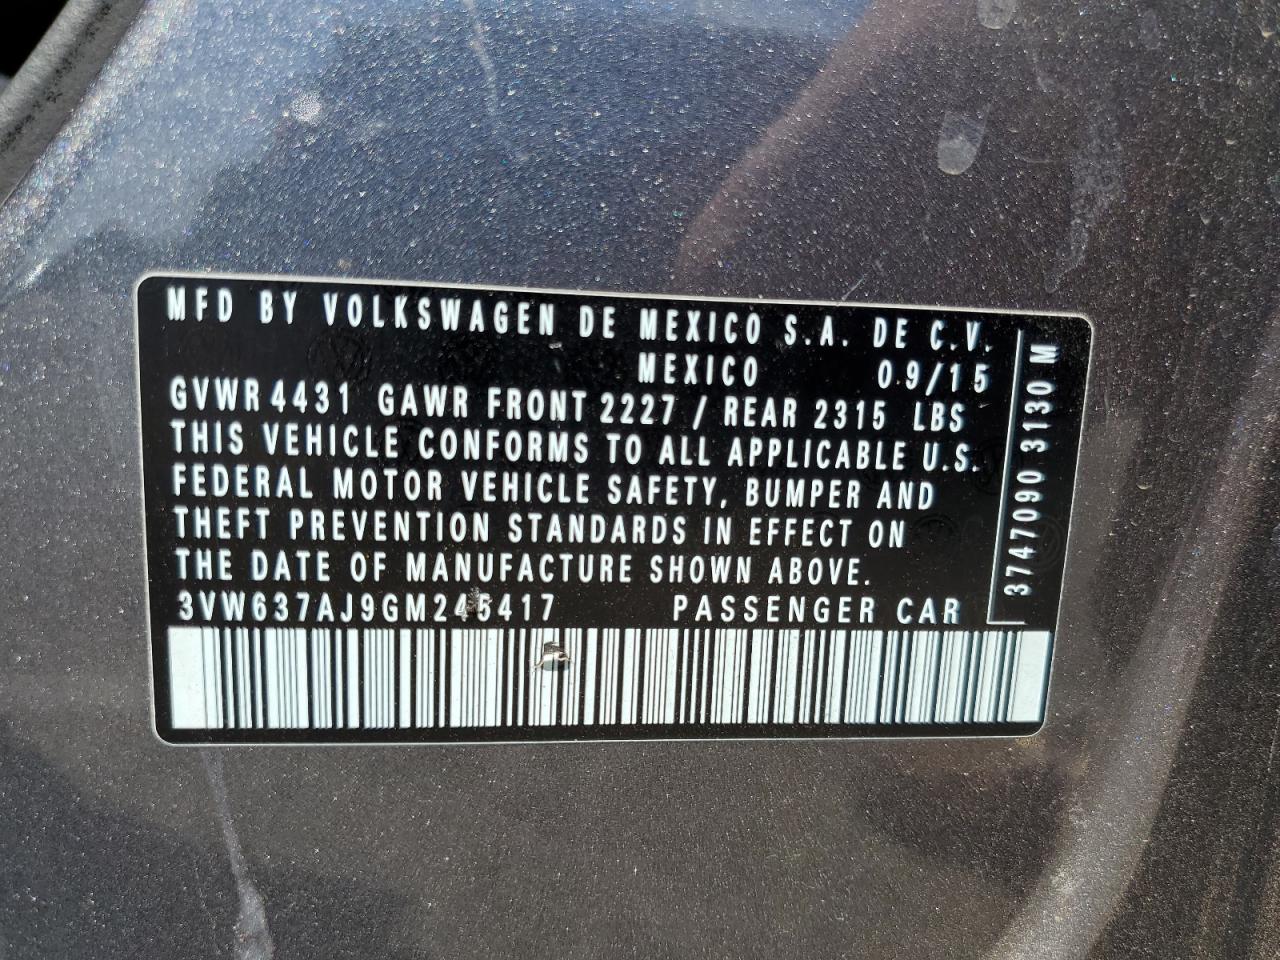 MFD BY VOLKSWAGEN DE MEXICO S.A. DE C.V.
MEXICO 09/15
GVWR 4431 GAWR FRONT 2227 / REAR 2315 LBS
THIS VEHICLE CONFORMS TO ALL APPLICABLE U.S.
FEDERAL MOTOR VEHICLE SAFETY, BUMPER AND
THEFT PREVENTION STANDARDS IN EFFECT ON
THE DATE OF MANUFACTURE SHOWN ABOVE.
3VW637AJ9GM245417 PASSENGER CAR
3747090 3130 M